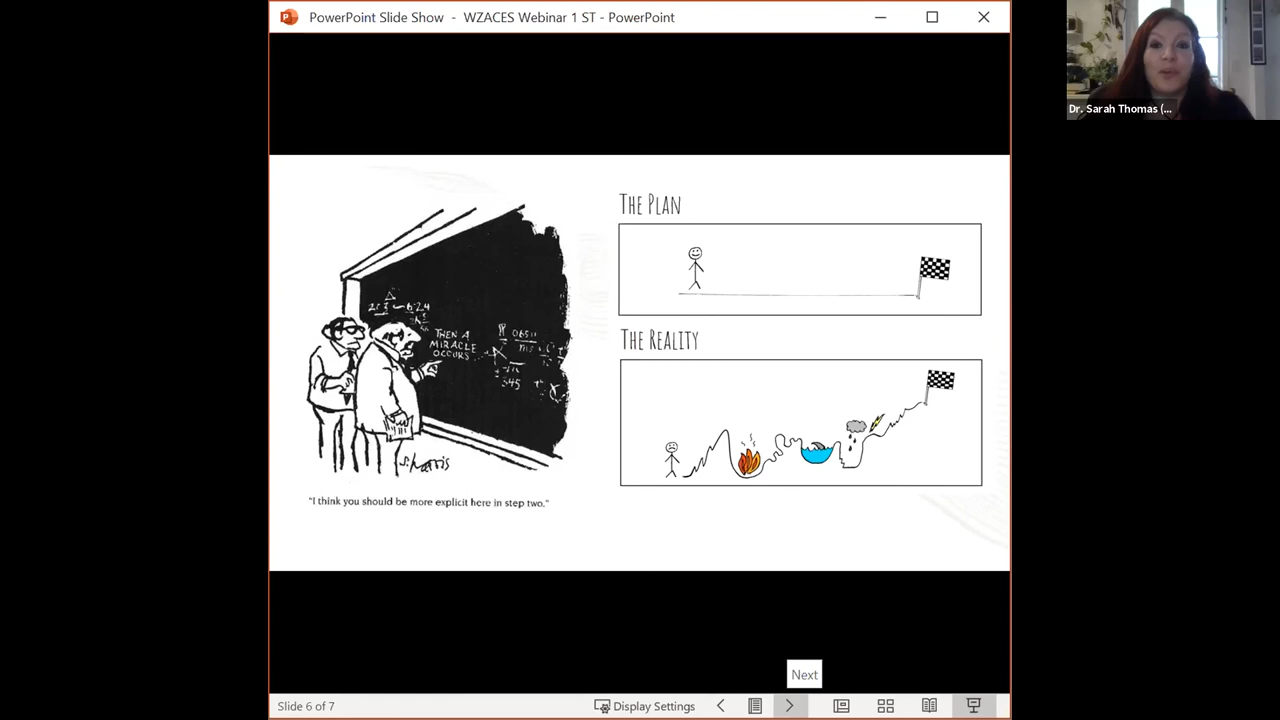 PowerPoint Slide Show - WZACES Webinar 1 ST - PowerPoint
Dr. Sarah Thomas (...
THEN A
MIRACLE
OCCURS
S. Harris
"I think you should be more explicit here in step two."
THE PLAN
THE REALITY
Next
Slide 6 of 7
Display Settings